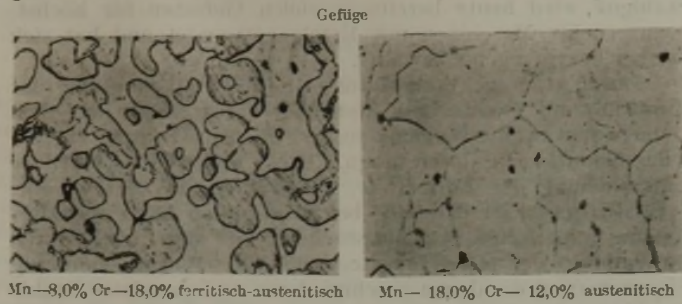 Gefüge
Mn—8,0% Cr—18,0% ferritisch-austenitisch
Mn— 18,0% Cr— 12,0% austenitisch